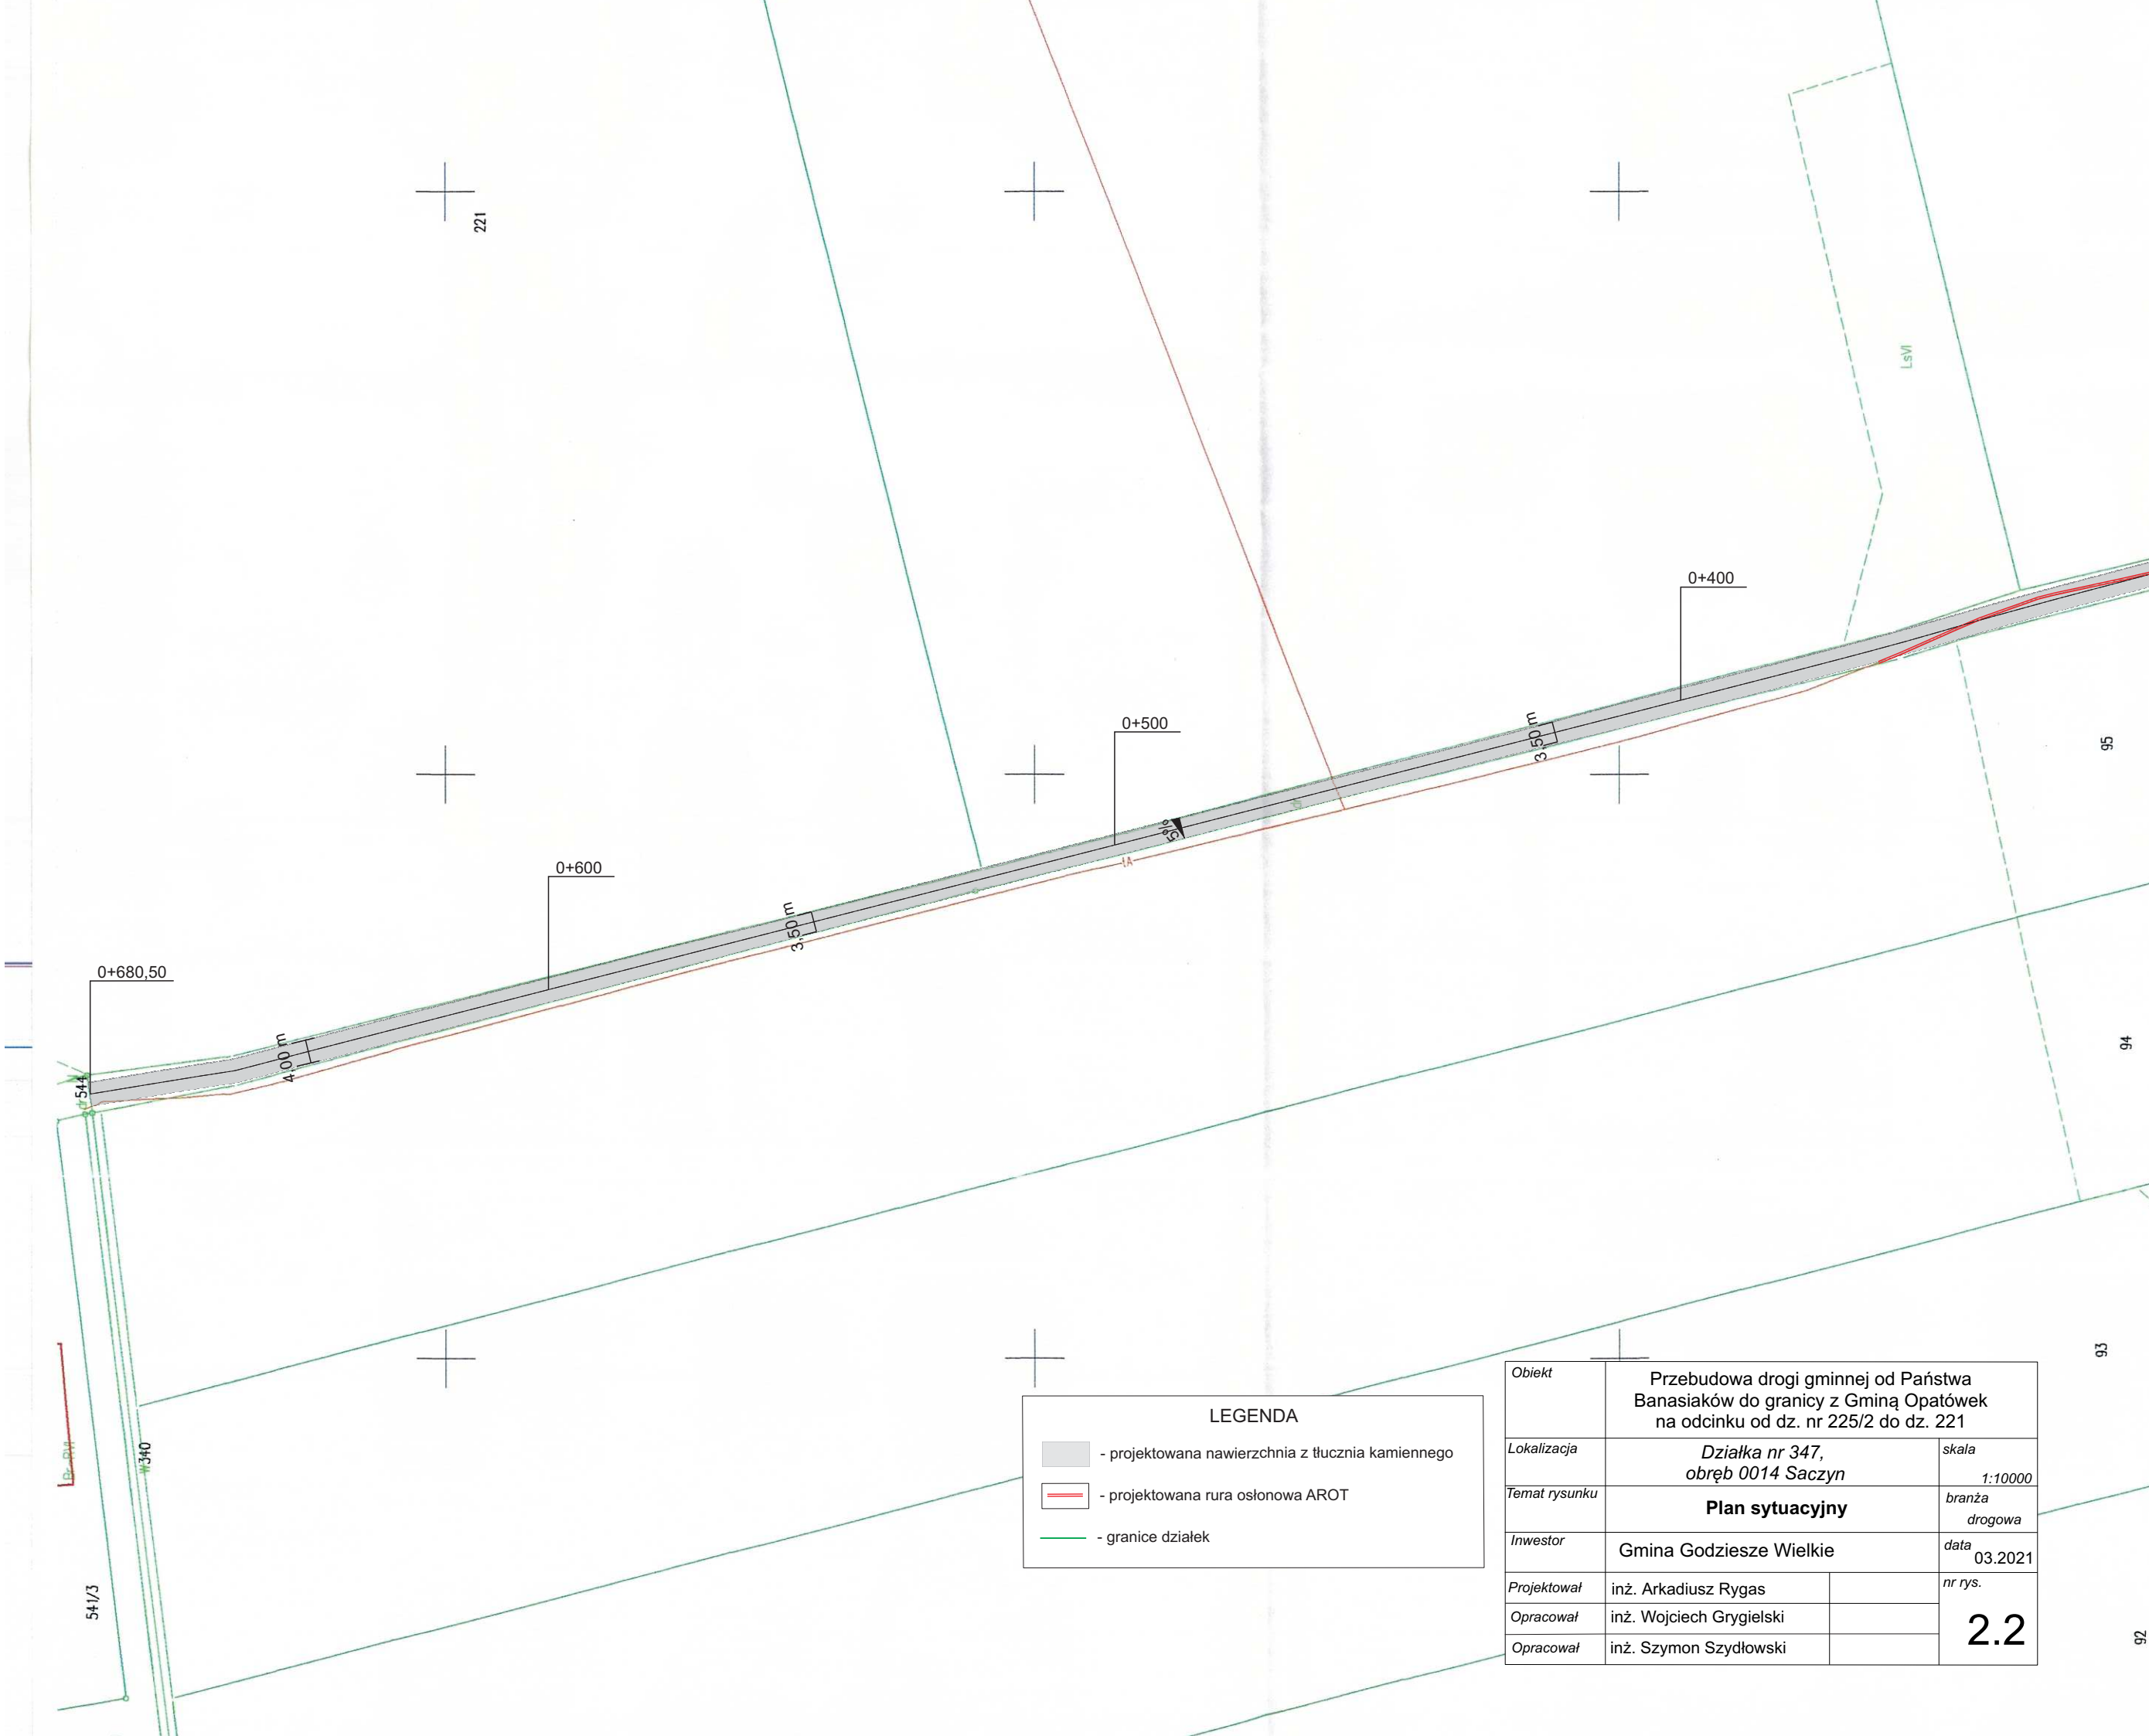 221
LsVI
0+400
0+500
3,50 m
95
5%
tA
0+600
3,50 m
0+680,50
4,00 m
544
dr
94
93
W340
541/3
92
LEGENDA
- projektowana nawierzchnia z tłucznia kamiennego
- projektowana rura osłonowa AROT
- granice działek
Obiekt
Przebudowa drogi gminnej od Państwa
Banasiaków do granicy z Gminą Opatówek
na odcinku od dz. nr 225/2 do dz. 221
Lokalizacja
Działka nr 347,
obręb 0014 Saczyn
skala
1:10000
Temat rysunku
Plan sytuacyjny
branża
drogowa
Inwestor
Gmina Godziesze Wielkie
data
03.2021
Projektował
inż. Arkadiusz Rygas
nr rys.
2.2
Opracował
inż. Wojciech Grygielski
Opracował
inż. Szymon Szydłowski